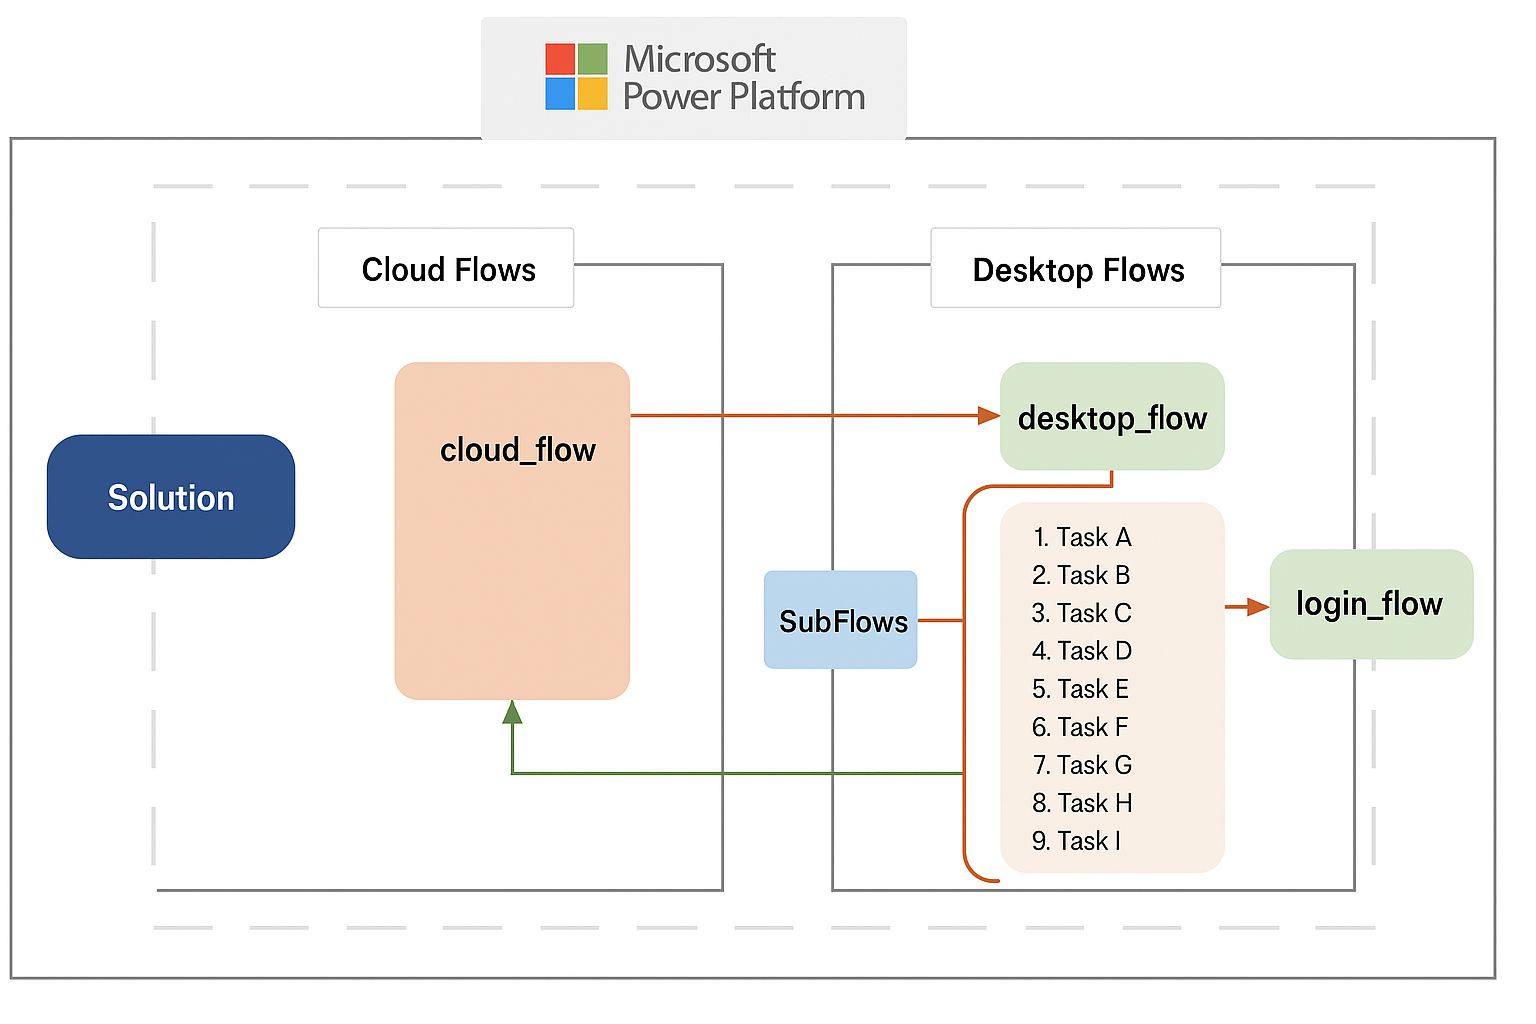 Microsoft
Power Platform
Cloud Flows
Desktop Flows
cloud_flow
desktop_flow
Solution
SubFlows
1. Task A
2. Task B
3. Task C
4. Task D
5. Task E
6. Task F
7. Task G
8. Task H
9. Task I
login_flow